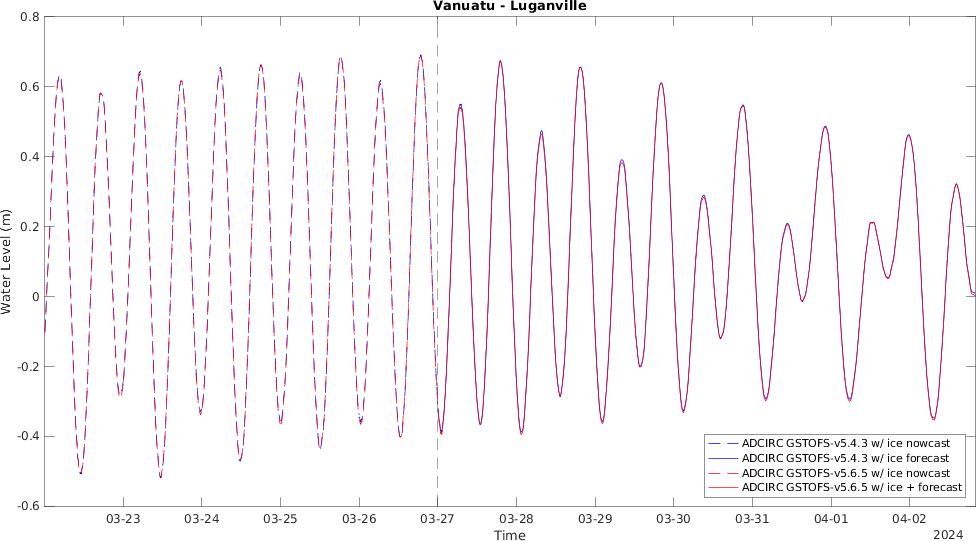 Vanuatu - Luganville
0.8
0.6
0.4
0.2
0
-0.2
-0.4
-0.6
Water Level (m)
ADCIRC GSTOFS-v5.4.3 w/ ice nowcast
ADCIRC GSTOFS-v5.4.3 w/ ice forecast
ADCIRC GSTOFS-v5.6.5 w/ ice nowcast
ADCIRC GSTOFS-v5.6.5 w/ ice + forecast
03-23 03-24 03-25 03-26 03-27 03-28 03-29 03-30 03-31 04-01 04-02
Time
2024